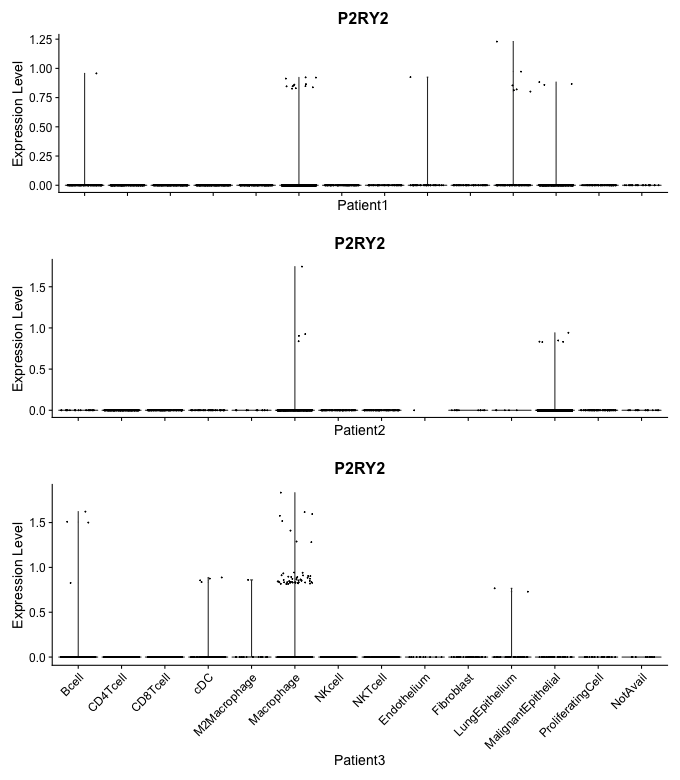 P2RY2
Expression Level
1.25
1.00
0.75
0.50
0.25
0.00
Patient1
P2RY2
Expression Level
1.5
1.0
0.5
0.0
Patient2
P2RY2
Expression Level
1.5
1.0
0.5
0.0
Bcell
CD4Tcell
CD8Tcell
cDC
M2Macrophage
Macrophage
NKcell
NKTcell
Endothelium
Fibroblast
LungEpithelium
MalignantEpithelial
ProliferatingCell
NotAvail
Patient3